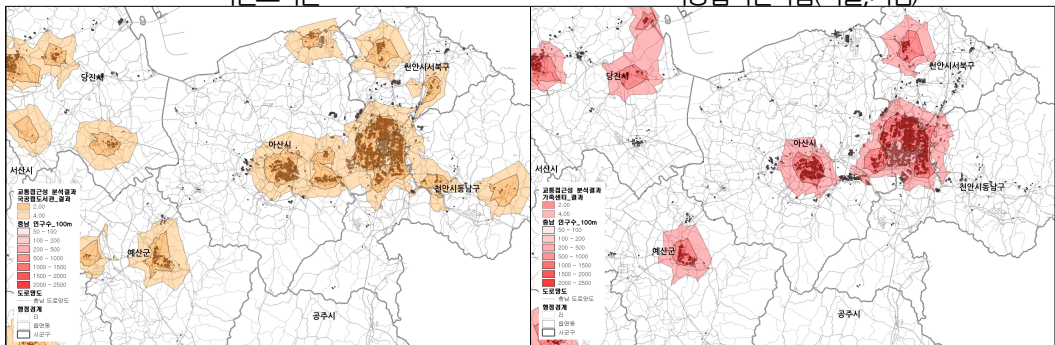 당진시
천안시서북구
아산시
서산시
천안시동남구
예산군
공주시
교통접근성 분석결과
국공립도서관_결과
2.00
4.00
충남 인구수_100m
50 - 100
100 - 200
200 - 500
500 - 1000
1000 - 1500
1500 - 2000
2000 - 2500
도로망도
충남 도로망도
행정경계
리
읍면동
시군구
당진시
천안시서북구
아산시
천안시동남구
예산군
공주시
교통접근성 분석결과
가족센터_결과
2.00
4.00
충남 인구수_100m
50 - 100
100 - 200
200 - 500
500 - 1000
1000 - 1500
1500 - 2000
2000 - 2500
도로망도
충남 도로망도
행정경계
리
읍면동
시군구